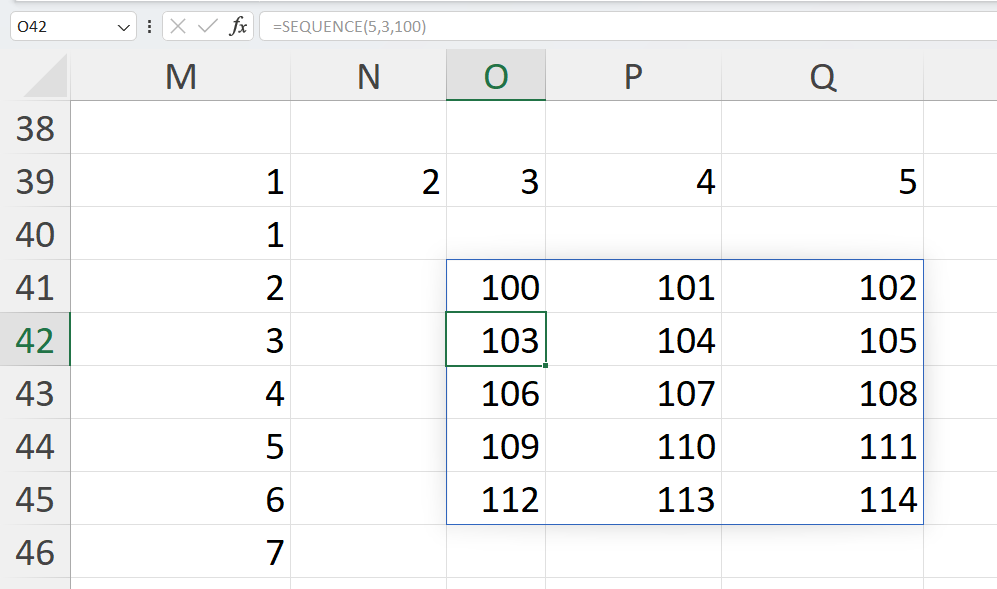 O42 fx =SEQUENCE(5,3,100)
M N O P Q
38
39 1 2 3 4 5
40 1
41 2 100 101 102
42 3 103 104 105
43 4 106 107 108
44 5 109 110 111
45 6 112 113 114
46 7